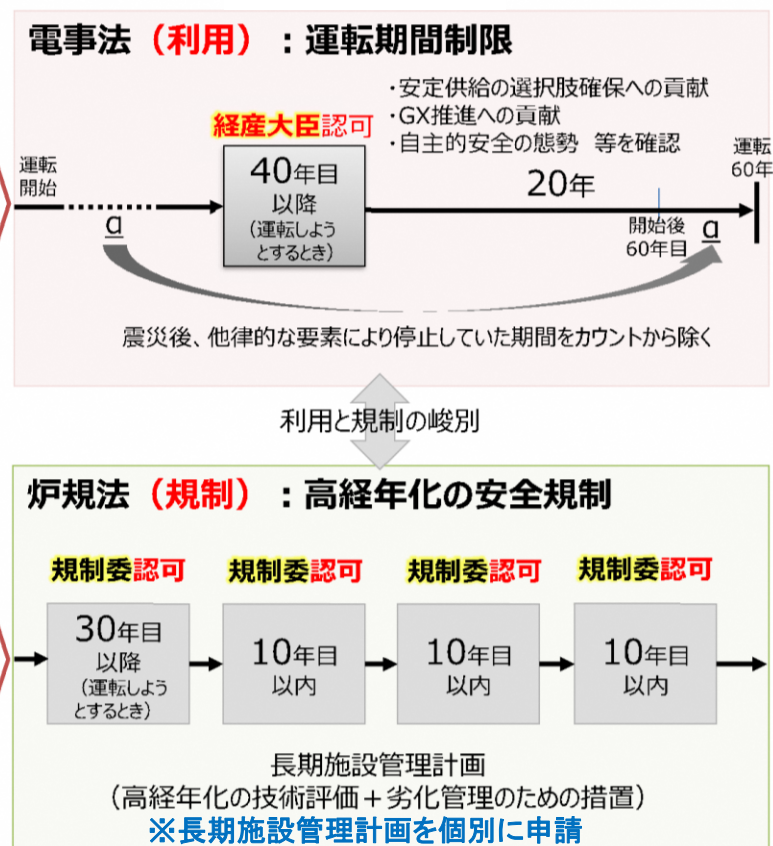 電事法（利用）：運転期間制限
・安定供給の選択肢確保への貢献
・GX推進への貢献
・自主的安全の態勢 等を確認
経産大臣認可
運転
開始
40年目
以降
（運転しよう
とするとき）
20年
運転
60年
a
開始後
60年目
a
震災後、他律的な要素により停止していた期間をカウントから除く
利用と規制の峻別
炉規法（規制）：高経年化の安全規制
規制委認可
規制委認可
規制委認可
規制委認可
30年目
以降
（運転しよう
とするとき）
10年目
以内
10年目
以内
10年目
以内
長期施設管理計画
（高経年化の技術評価＋劣化管理のための措置）
※長期施設管理計画を個別に申請